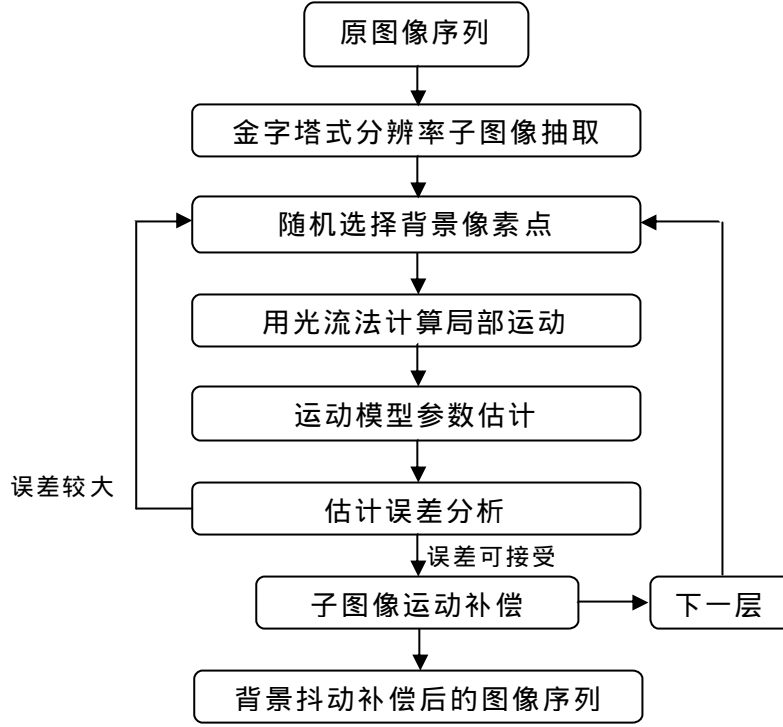 原图像序列
金字塔式分辨率子图像抽取
随机选择背景像素点
用光流法计算局部运动
运动模型参数估计
误差较大
估计误差分析
误差可接受
子图像运动补偿
下一层
背景抖动补偿后的图像序列